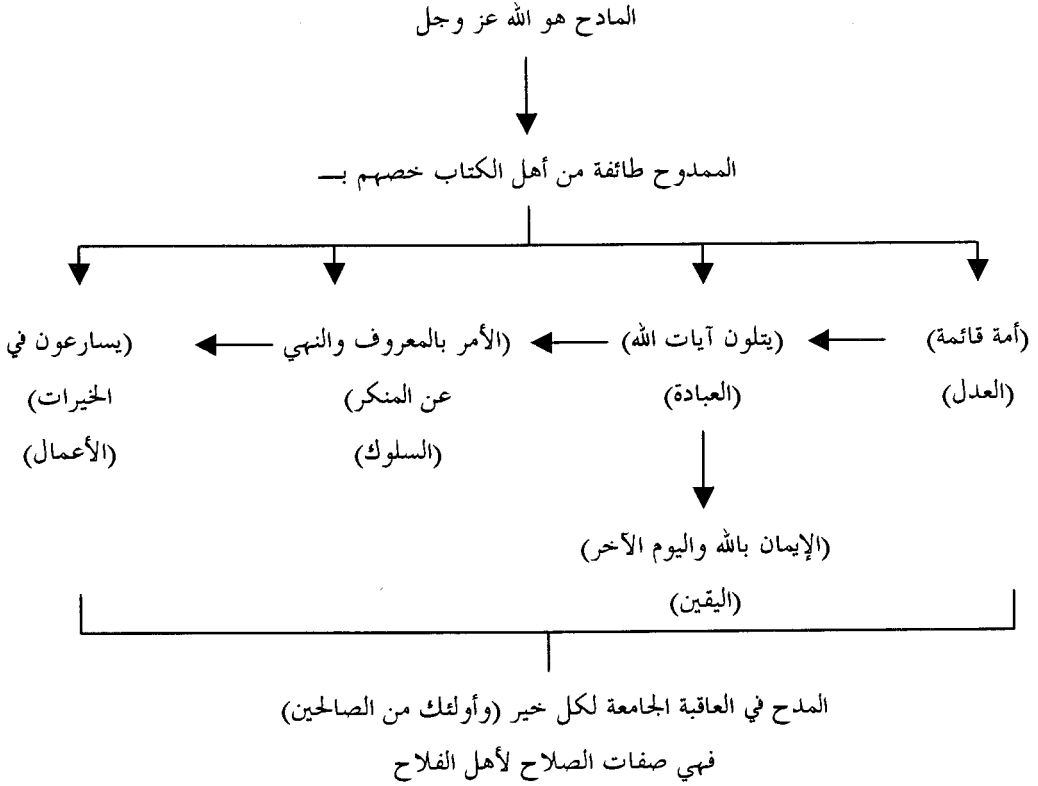 المادح هو الله عز وجل
الممدوح طائفة من أهل الكتاب خصهم بــ
(أمة قائمة)
(العدل)
(يتلون آيات الله)
(العبادة)
(الأمر بالمعروف والنهي
عن المنكر)
(السلوك)
(يسارعون في
الخيرات)
(الأعمال)
(الإيمان بالله واليوم الآخر)
(اليقين)
المدح في العاقبة الجامعة لكل خير (وأولئك من الصالحين)
فهي صفات الصلاح لأهل الفلاح